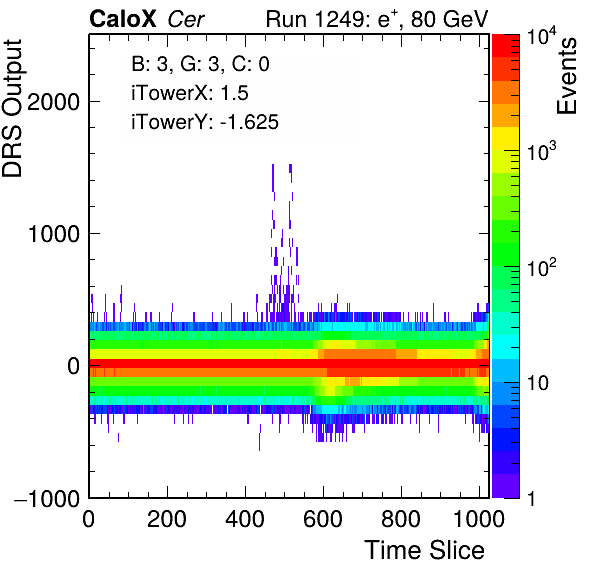 CaloX Cer
Run 1249: e⁺, 80 GeV
B: 3, G: 3, C: 0
iTowerX: 1.5
iTowerY: -1.625
DRS Output
2000
1000
0
−1000
0 200 400 600 800 1000
Time Slice
Events
10⁴
10³
10²
10
1